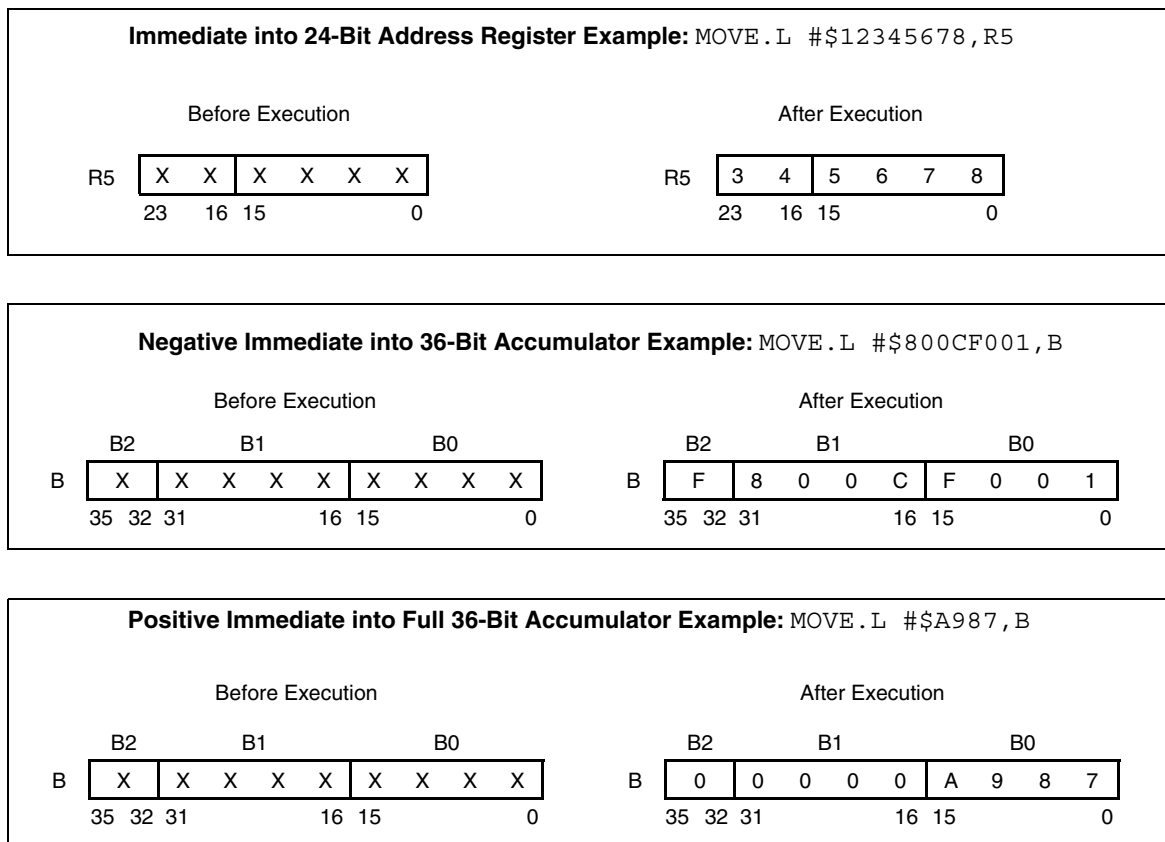 Immediate into 24-Bit Address Register Example: MOVE.L #$12345678,R5
Before Execution After Execution
R5 X X X X X X R5 3 4 5 6 7 8
23 16 15 0 23 16 15 0
Negative Immediate into 36-Bit Accumulator Example: MOVE.L #$800CF001,B
Before Execution After Execution
B2 B1 B0 B2 B1 B0
B X X X X X X X X X B F 8 0 0 C F 0 0 1
35 32 31 16 15 0 35 32 31 16 15 0
Positive Immediate into Full 36-Bit Accumulator Example: MOVE.L #$A987,B
Before Execution After Execution
B2 B1 B0 B2 B1 B0
B X X X X X X X X X B 0 0 0 0 0 A 9 8 7
35 32 31 16 15 0 35 32 31 16 15 0